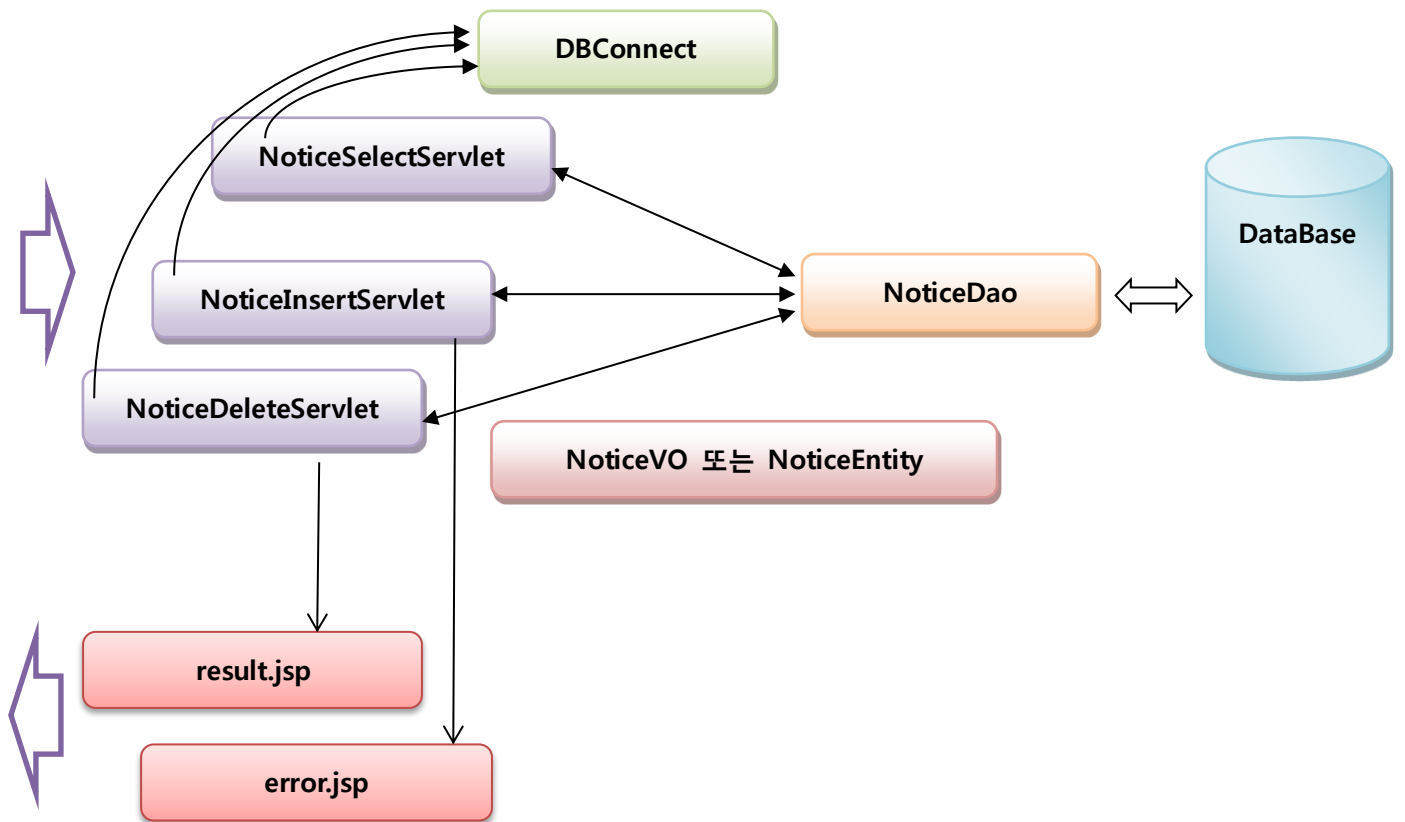 DBConnect
NoticeSelectServlet
DataBase
NoticeInsertServlet
NoticeDao
NoticeDeleteServlet
NoticeVO 또는 NoticeEntity
result.jsp
error.jsp